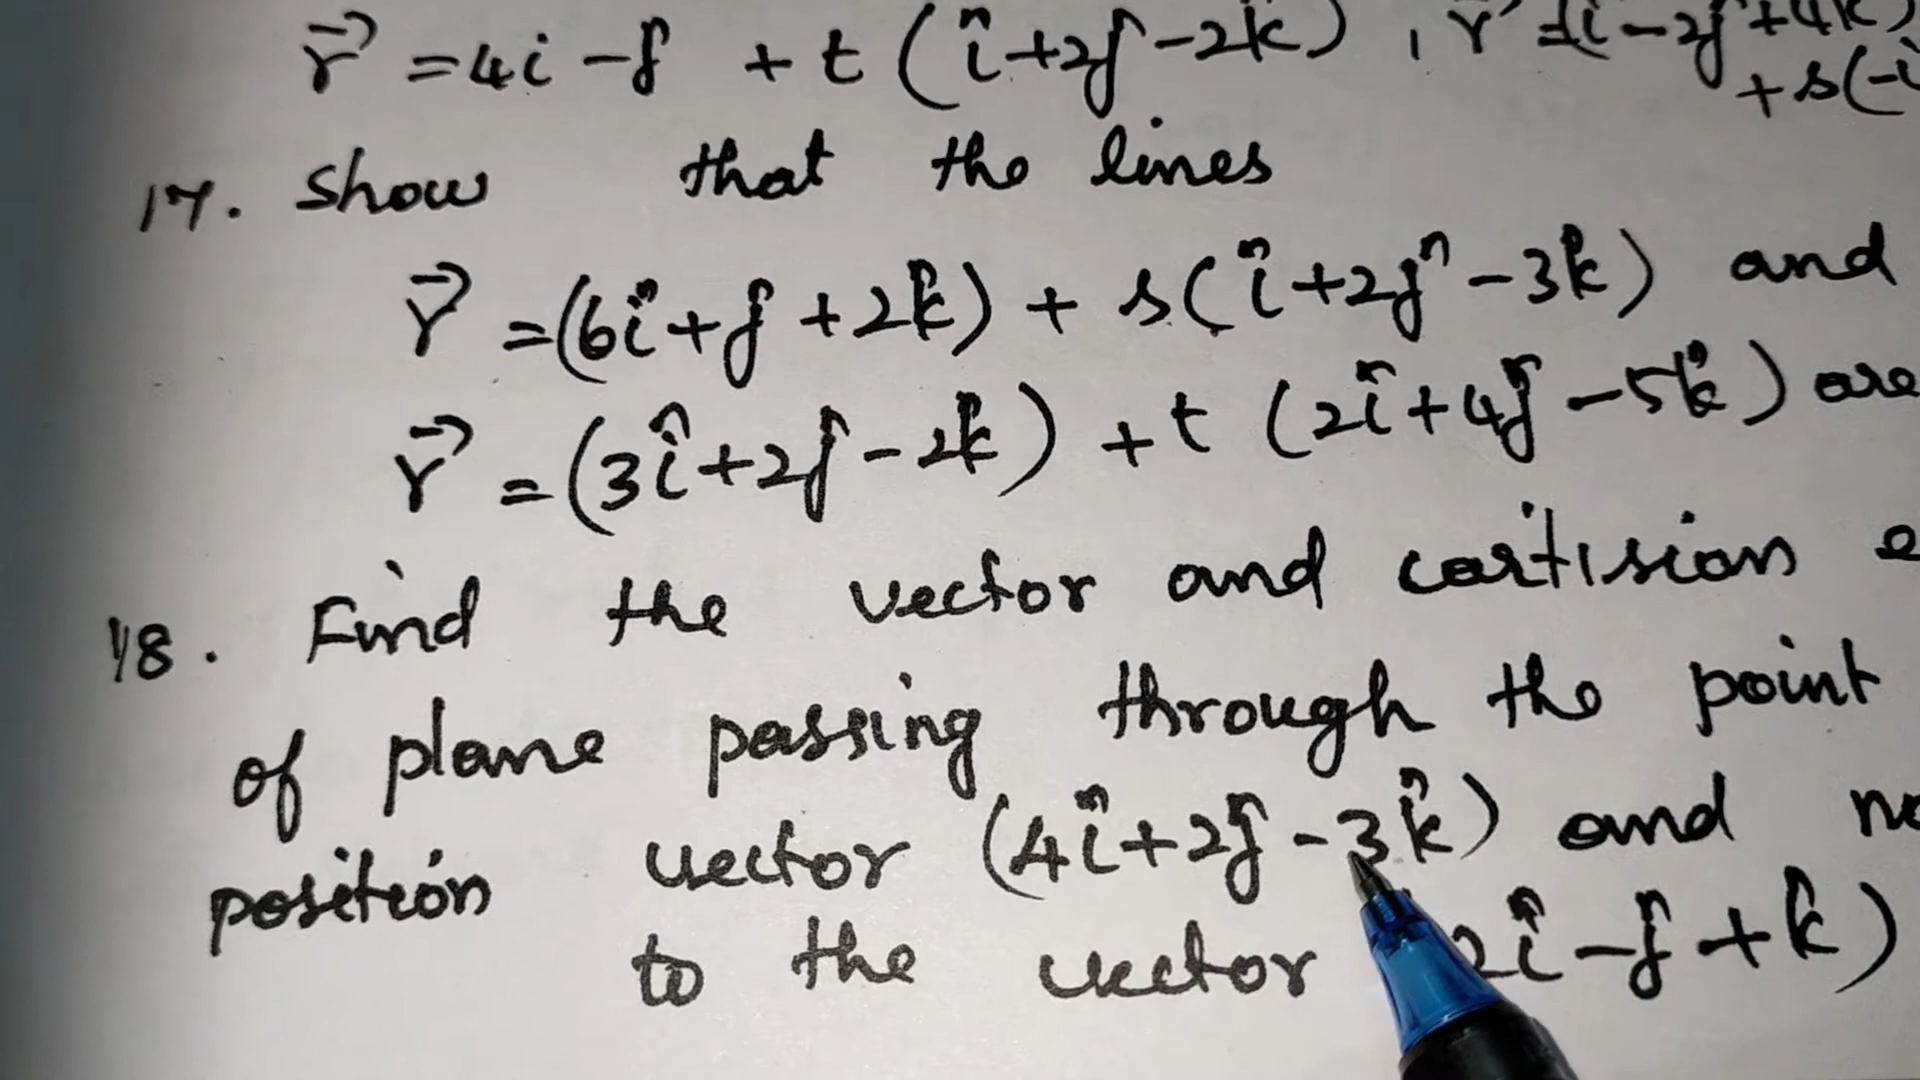 r⃗ = 4i - ĵ + t (î + 2ĵ - 2k̂) , r⃗ = (i - 2ĵ + 4k)
+ s(-i
17. Show that the lines
r⃗ = (6î + ĵ + 2k̂) + s(î + 2ĵ - 3k̂) and
r⃗ = (3î + 2ĵ - 2k̂) + t (2î + 4ĵ - 5k̂) are
18. Find the vector and cartision e
of plane passing through the point
position vector (4î + 2ĵ - 3k̂) and no
to the vector 2î - ĵ + k̂)